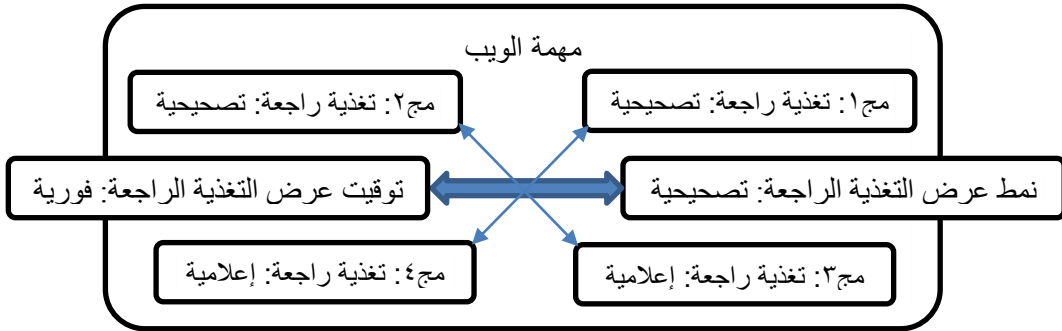 مهمة الويب
مج١: تغذية راجعة: تصحيحية
مج٢: تغذية راجعة: تصحيحية
نمط عرض التغذية الراجعة: تصحيحية
توقيت عرض التغذية الراجعة: فورية
مج٣: تغذية راجعة: إعلامية
مج٤: تغذية راجعة: إعلامية